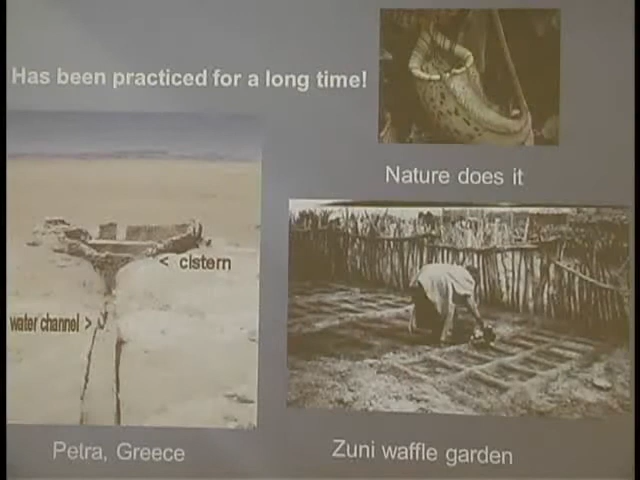 Has been practiced for a long time!
Nature does it
< cistern
water channel >
Petra, Greece
Zuni waffle garden